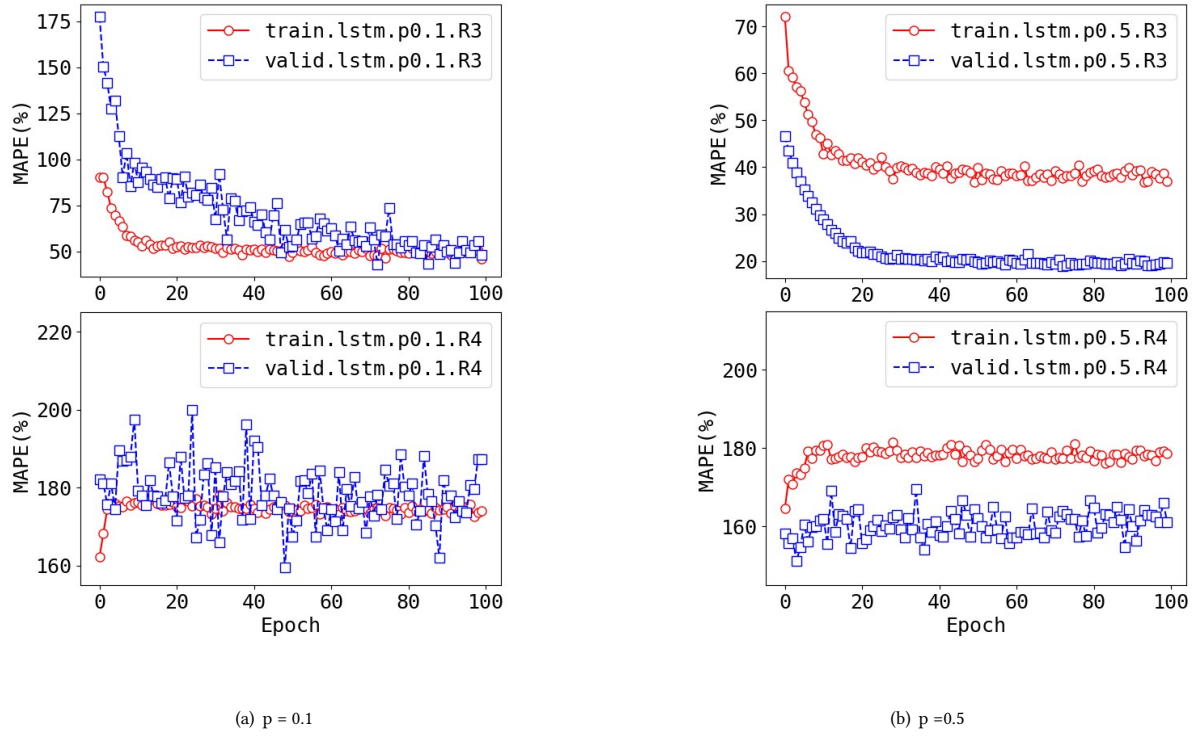 train.lstm.p0.1.R3
valid.lstm.p0.1.R3
175
150
125
100
75
50
MAPE(%)
0 20 40 60 80 100
train.lstm.p0.5.R3
valid.lstm.p0.5.R3
70
60
50
40
30
20
MAPE(%)
0 20 40 60 80 100
train.lstm.p0.1.R4
valid.lstm.p0.1.R4
220
200
180
160
MAPE(%)
0 20 40 60 80 100
Epoch
train.lstm.p0.5.R4
valid.lstm.p0.5.R4
200
180
160
MAPE(%)
0 20 40 60 80 100
Epoch
(a) p = 0.1
(b) p =0.5